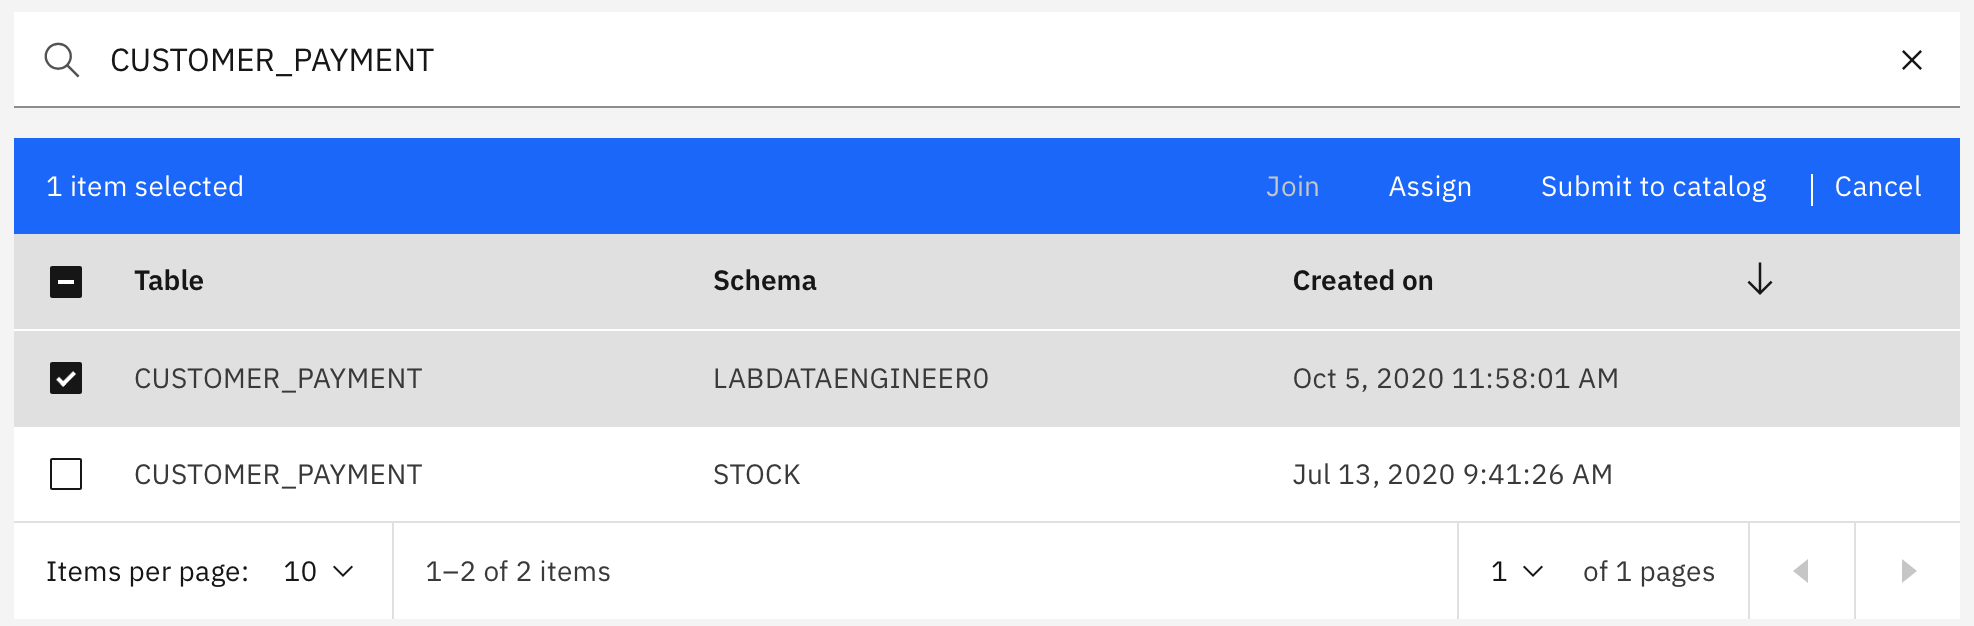 CUSTOMER_PAYMENT
1 item selected Join Assign Submit to catalog | Cancel
Table Schema Created on
CUSTOMER_PAYMENT LABDATAENGINEER0 Oct 5, 2020 11:58:01 AM
CUSTOMER_PAYMENT STOCK Jul 13, 2020 9:41:26 AM
Items per page: 10 1–2 of 2 items 1 of 1 pages